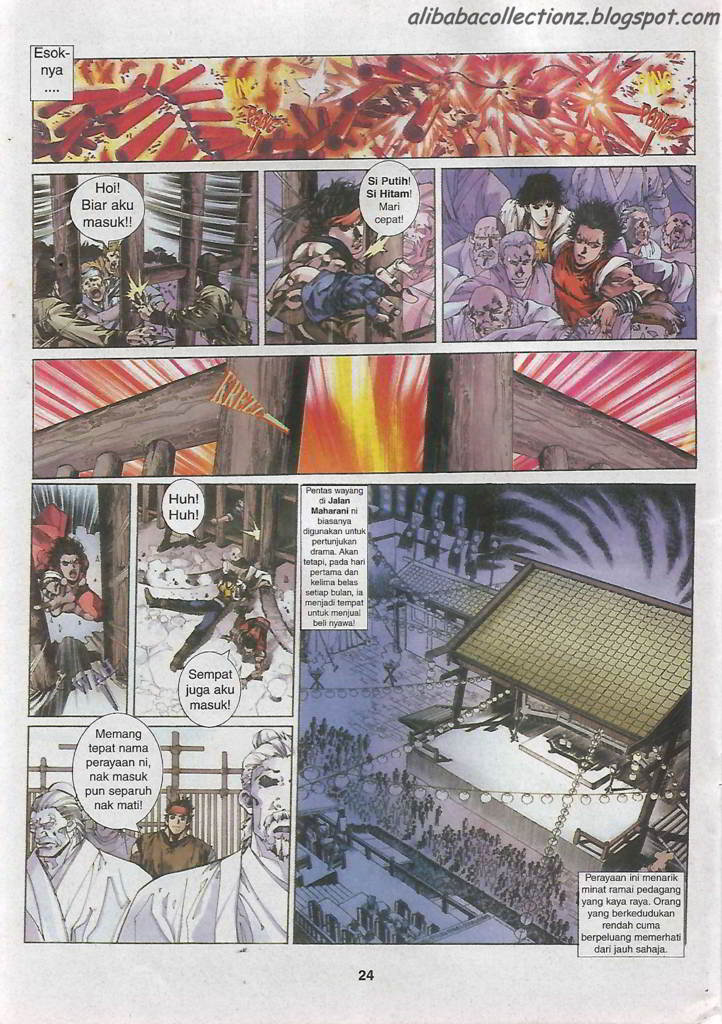 alibabacollectionz.blogspot.com
Esok-
nya
....
Hoi!
Biar aku
masuk!!
Si Putih!
Si Hitam!
Mari
cepat!
Huh!
Huh!
Sempat
juga aku
masuk!
Pentas wayang
di Jalan
Maharani ni
biasanya
digunakan untuk
pertunjukan
drama. Akan
tetapi, pada hari
pertama dan
kelima belas
setiap bulan, ia
menjadi tempat
untuk menjual
beli nyawa!
Memang
tepat nama
perayaan ni,
nak masuk
pun separuh
nak mati!
Perayaan ini menarik
minat ramai pedagang
yang kaya raya. Orang
yang berkedudukan
rendah cuma
berpeluang memerhati
dari jauh sahaja.
24